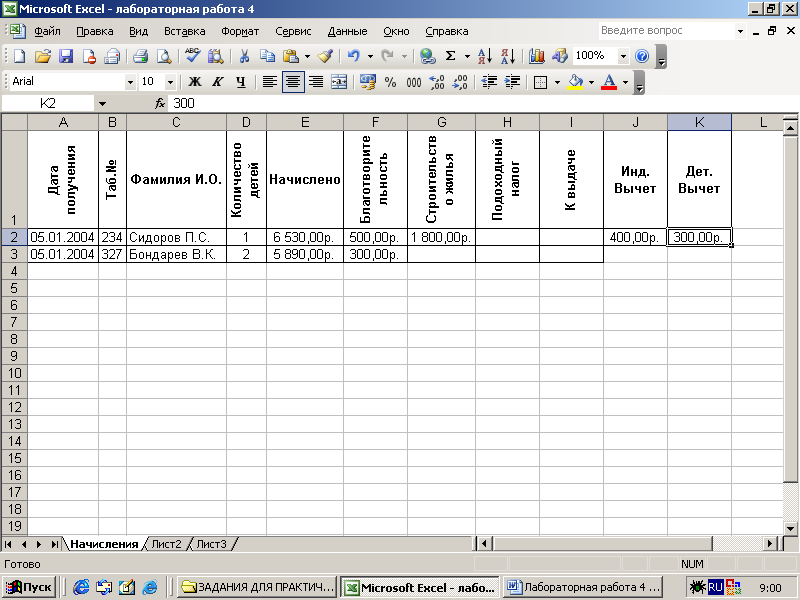 Microsoft Excel - лабораторная работа 4
Файл Правка Вид Вставка Формат Сервис Данные Окно Справка Введите вопрос
100%
Arial 10 Ж К Ч
K2 fx 300
A B C D E F G H I J K L
1 Дата получения Таб.№ Фамилия И.О. Количество детей Начислено Благотворите льность Строительств о жилья Подоходный налог К выдаче Инд. Вычет Дет. Вычет
2 05.01.2004 234 Сидоров П.С. 1 6 530,00р. 500,00р. 1 800,00р. 400,00р. 300,00р.
3 05.01.2004 327 Бондарев В.К. 2 5 890,00р. 300,00р.
4
5
6
7
8
9
10
11
12
13
14
15
16
17
18
19
Начисления Лист2 Лист3
Готово NUM
Пуск ЗАДАНИЯ ДЛЯ ПРАКТИЧ... Microsoft Excel - лабо... Лабораторная работа 4 ... RU 9:00